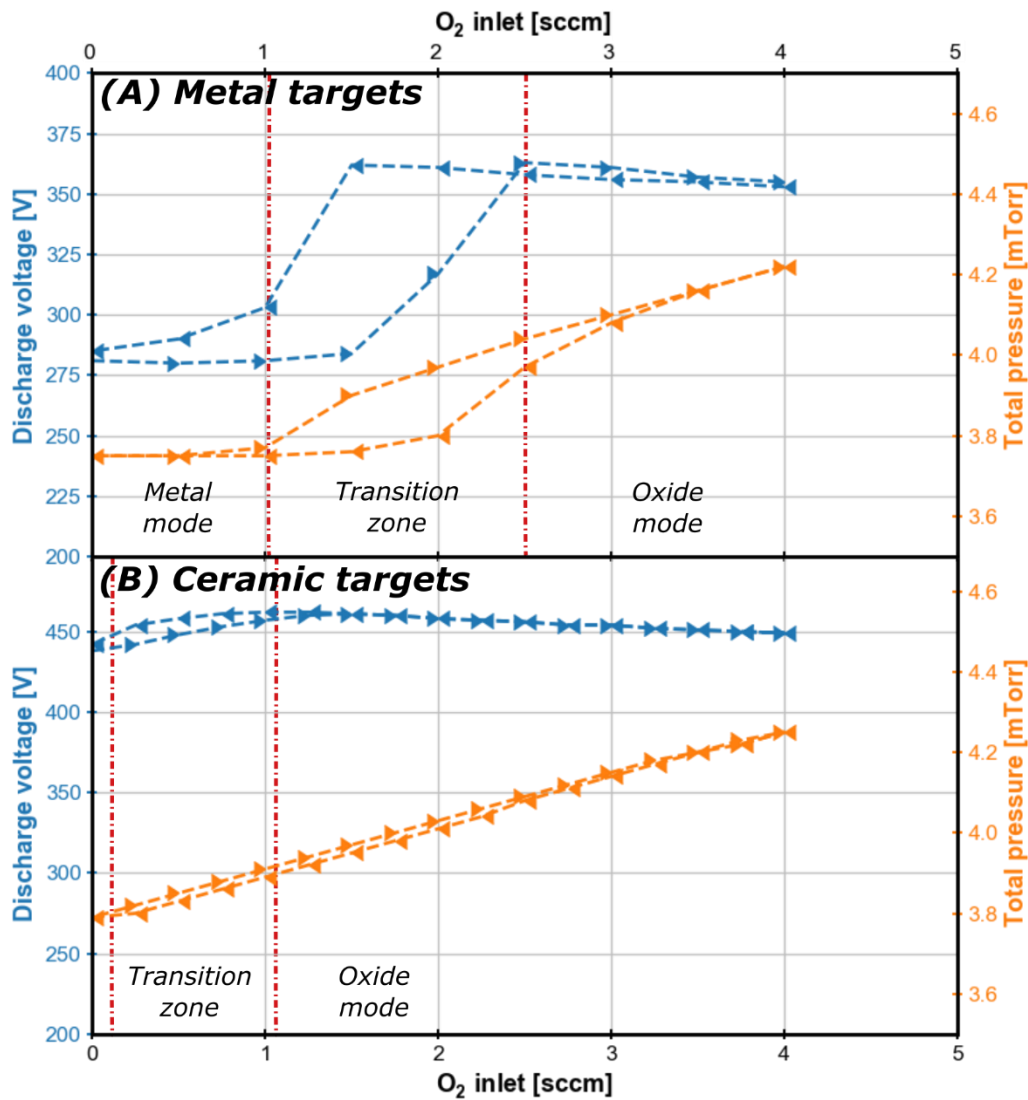 O2 inlet [sccm]
0 1 2 3 4 5
(A) Metal targets
Discharge voltage [V]
400
375
350
325
300
275
250
225
200
Total pressure [mTorr]
4.6
4.4
4.2
4.0
3.8
3.6
Metal
mode
Transition
zone
Oxide
mode
(B) Ceramic targets
Discharge voltage [V]
450
400
350
300
250
200
Total pressure [mTorr]
4.6
4.4
4.2
4.0
3.8
3.6
Transition
zone
Oxide
mode
0 1 2 3 4 5
O2 inlet [sccm]